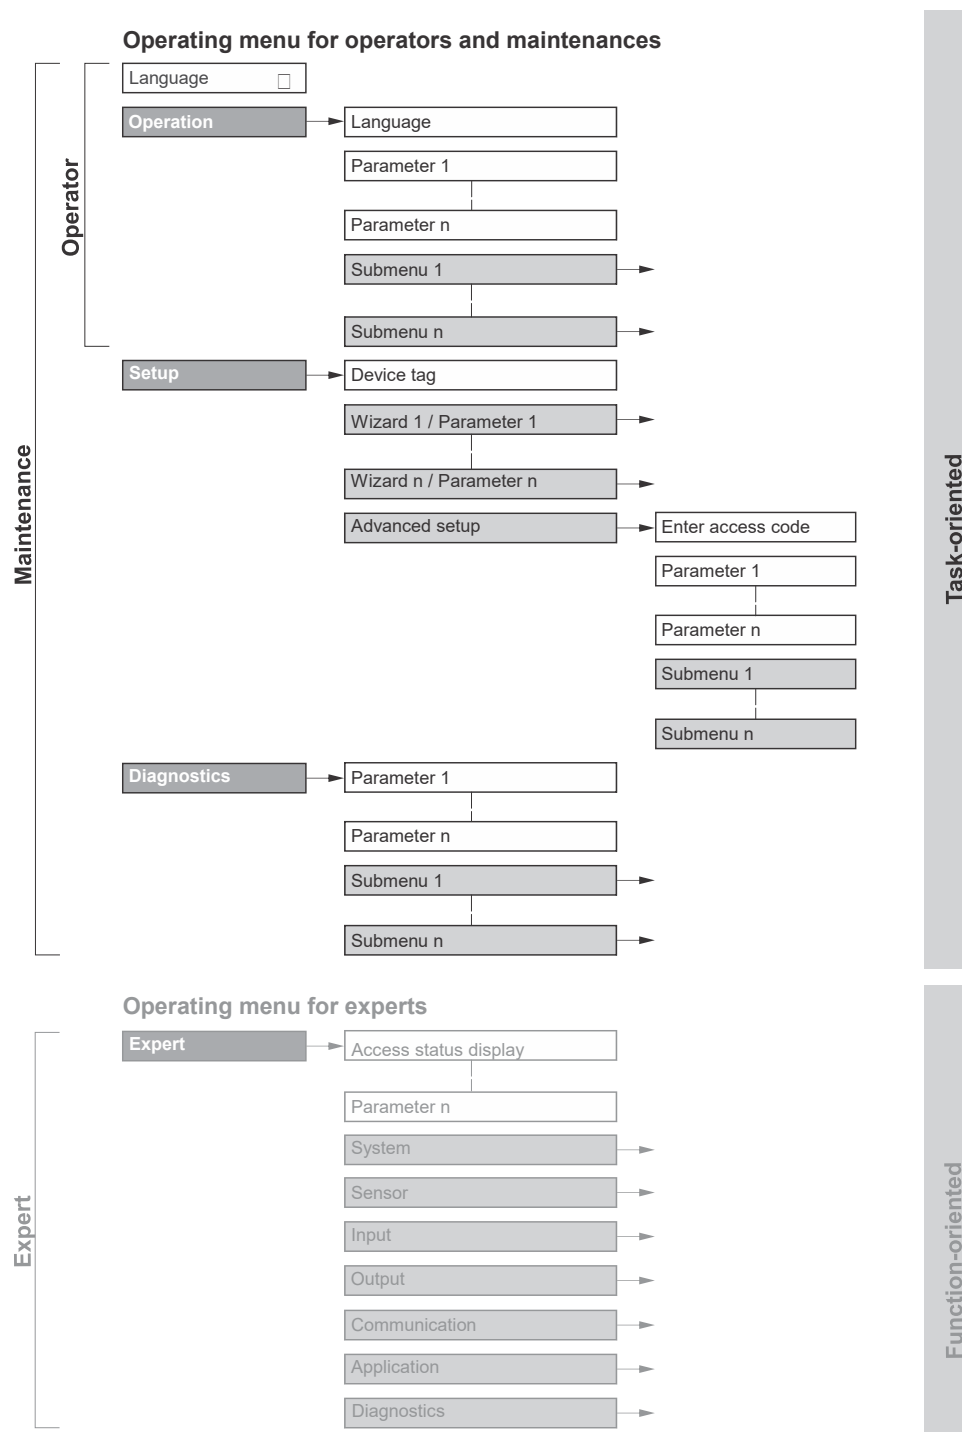 Operating menu for operators and maintenances
Language
Operation
Language
Parameter 1
Parameter n
Submenu 1
Submenu n
Operator
Setup
Device tag
Wizard 1 / Parameter 1
Wizard n / Parameter n
Advanced setup
Enter access code
Parameter 1
Parameter n
Submenu 1
Submenu n
Maintenance
Task-oriented
Diagnostics
Parameter 1
Parameter n
Submenu 1
Submenu n
Operating menu for experts
Expert
Access status display
Parameter n
System
Sensor
Input
Output
Communication
Application
Diagnostics
Expert
Function-oriented